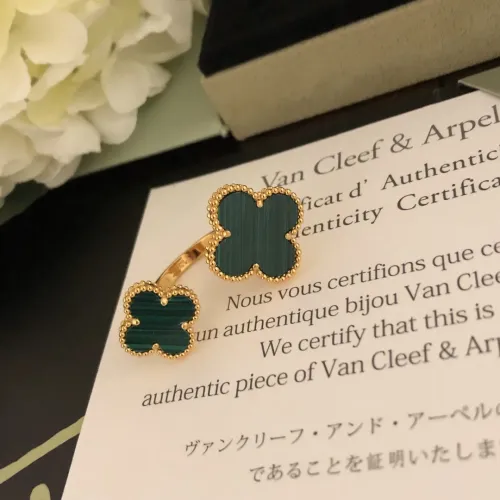 Van Cleef & Arpel
ficat d' Authentic
enticity Certifica
Nous vous certifions que ce
un authentique bijou Van Clee
We certify that this is
authentic piece of Van Cleef & Ar
ヴァンクリーフ・アンド・アーペルの
であることを証明いたしま